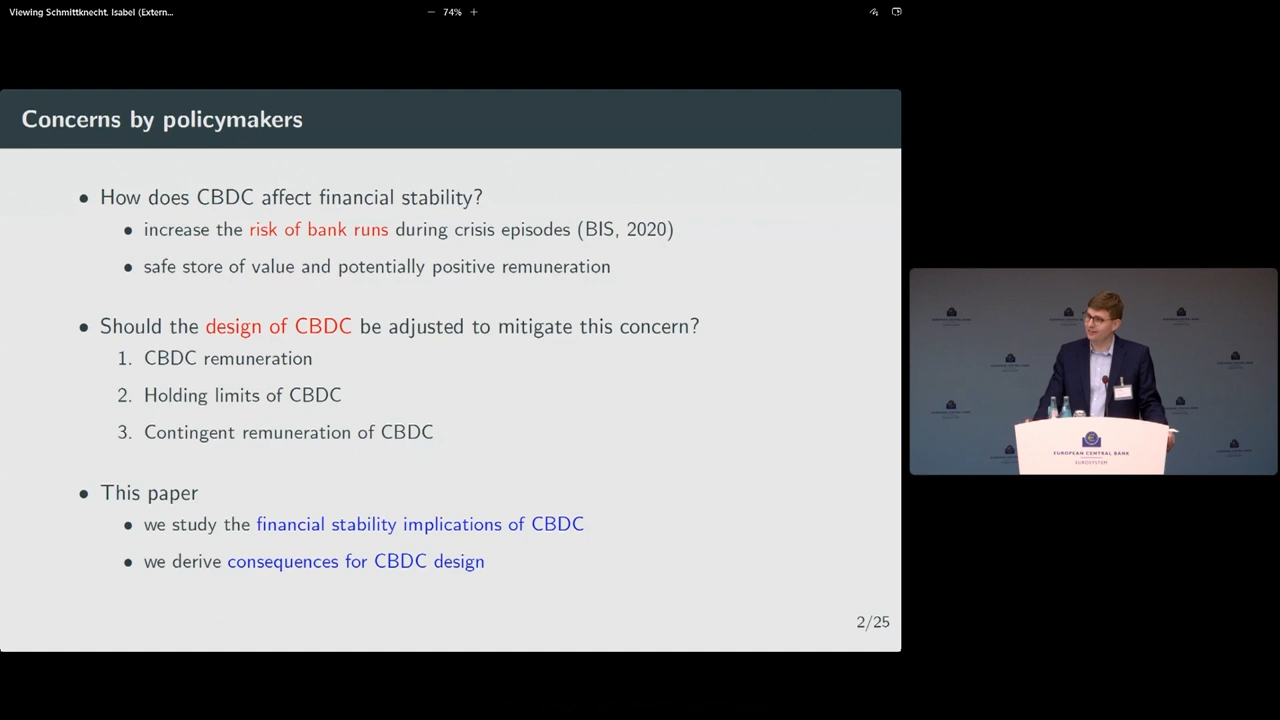 Viewing Schmittknecht, Isabel (Extern...
− 74% +
Concerns by policymakers
• How does CBDC affect financial stability?
• increase the risk of bank runs during crisis episodes (BIS, 2020)
• safe store of value and potentially positive remuneration
• Should the design of CBDC be adjusted to mitigate this concern?
1. CBDC remuneration
2. Holding limits of CBDC
3. Contingent remuneration of CBDC
• This paper
• we study the financial stability implications of CBDC
• we derive consequences for CBDC design
2/25
EUROPEAN CENTRAL BANK
EUROSYSTEM